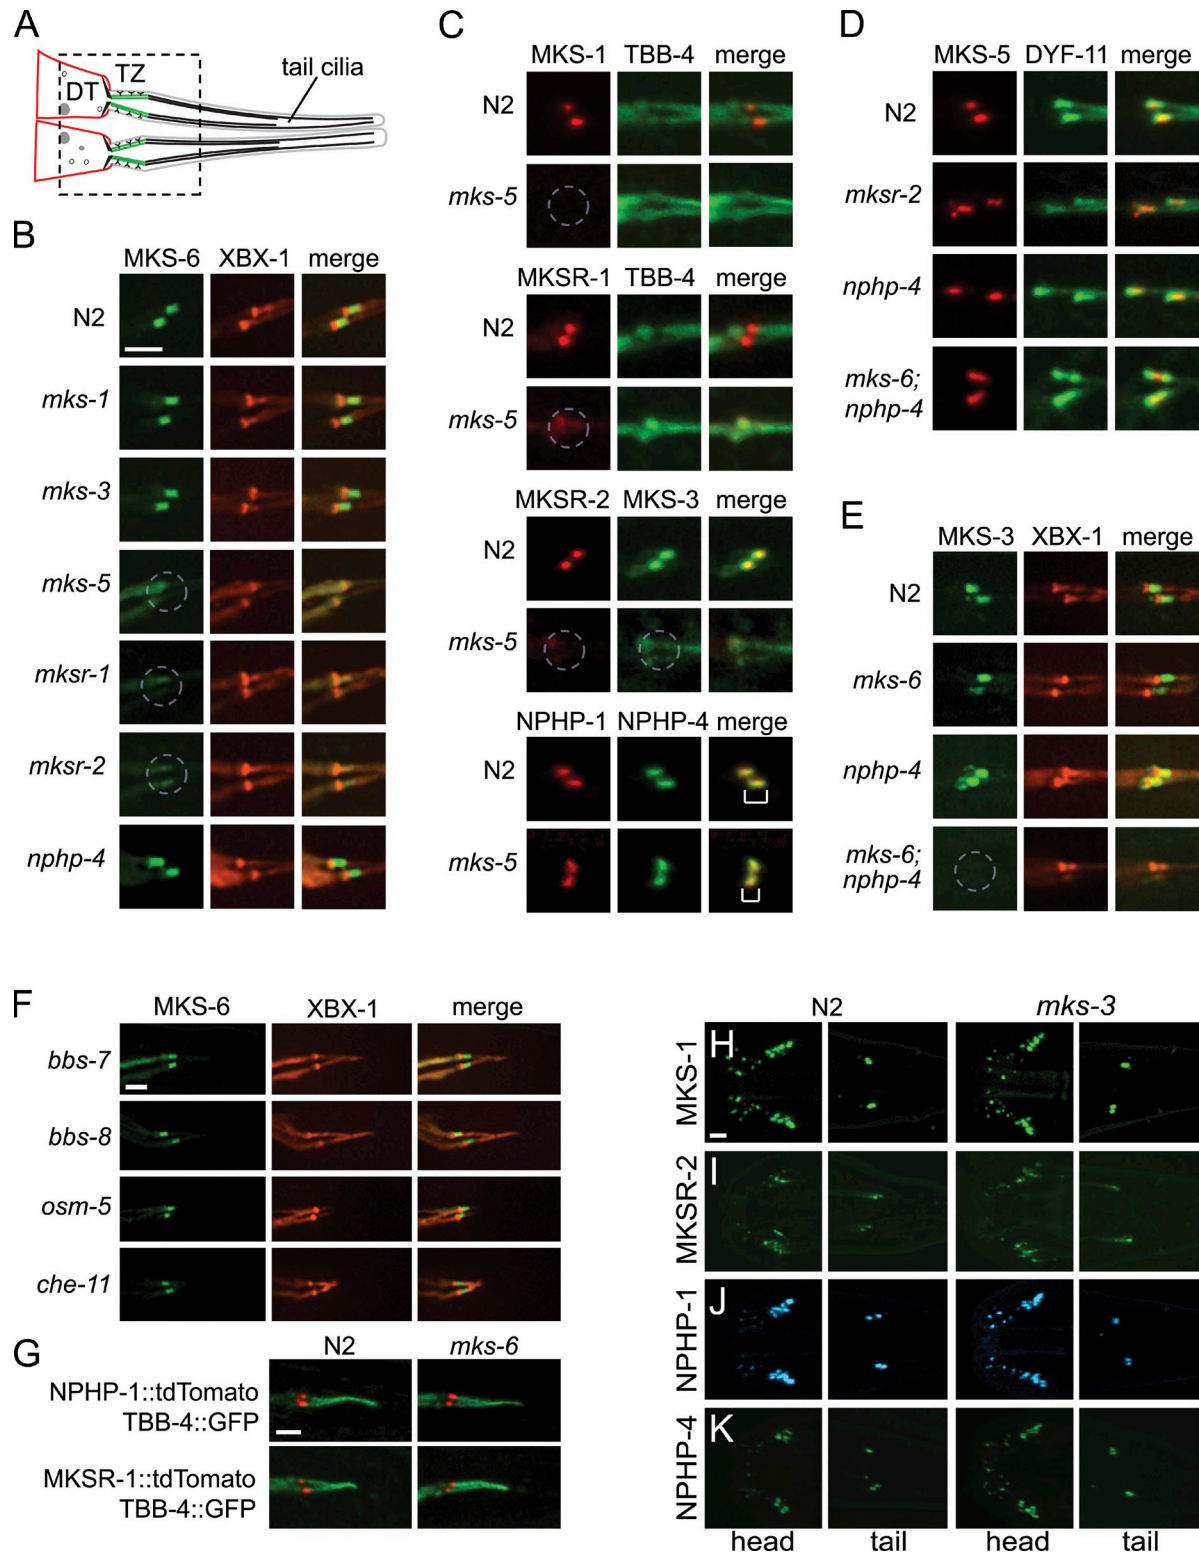 A
DT
TZ
tail cilia
B
MKS-6 XBX-1 merge
N2
mks-1
mks-3
mks-5
mksr-1
mksr-2
nphp-4
C
MKS-1 TBB-4 merge
N2
mks-5
MKSR-1 TBB-4 merge
N2
mks-5
MKSR-2 MKS-3 merge
N2
mks-5
NPHP-1 NPHP-4 merge
N2
mks-5
D
MKS-5 DYF-11 merge
N2
mksr-2
nphp-4
mks-6;
nphp-4
E
MKS-3 XBX-1 merge
N2
mks-6
nphp-4
mks-6;
nphp-4
F
MKS-6 XBX-1 merge
bbs-7
bbs-8
osm-5
che-11
G
N2 mks-6
NPHP-1::tdTomato
TBB-4::GFP
MKSR-1::tdTomato
TBB-4::GFP
N2 mks-3
H
MKS-1
I
MKSR-2
J
NPHP-1
K
NPHP-4
head tail head tail